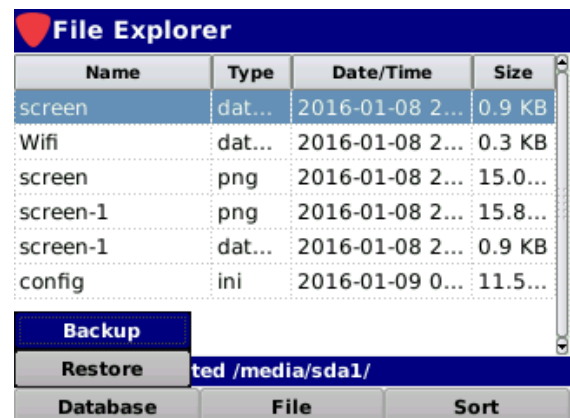 File Explorer
Name Type Date/Time Size
screen dat... 2016-01-08 2... 0.9 KB
Wifi dat... 2016-01-08 2... 0.3 KB
screen png 2016-01-08 2... 15.0...
screen-1 png 2016-01-08 2... 15.8...
screen-1 dat... 2016-01-08 2... 0.9 KB
config ini 2016-01-09 0... 11.5...
Backup
Restore ted /media/sda1/
Database File Sort